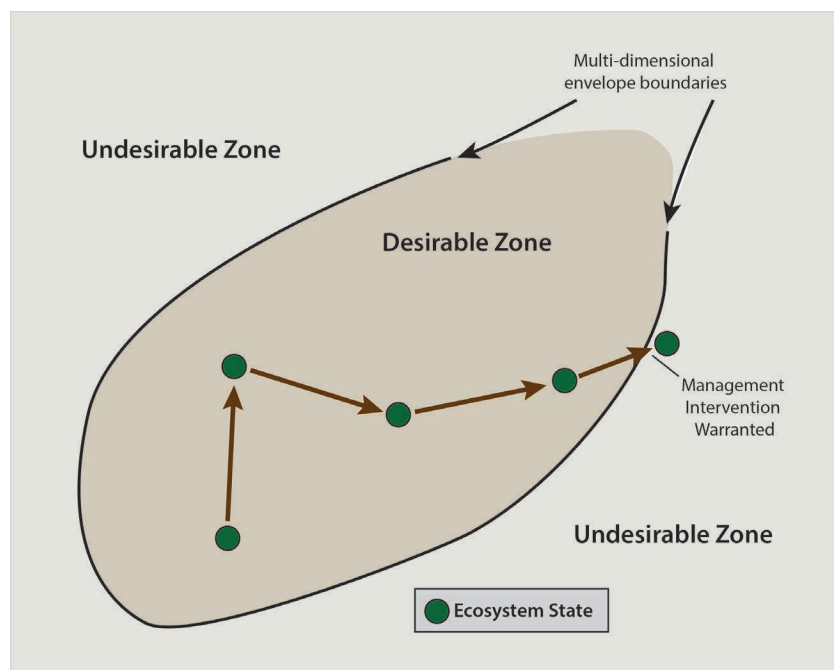 Multi-dimensional
envelope boundaries
Undesirable Zone
Desirable Zone
Management
Intervention
Warranted
Undesirable Zone
Ecosystem State